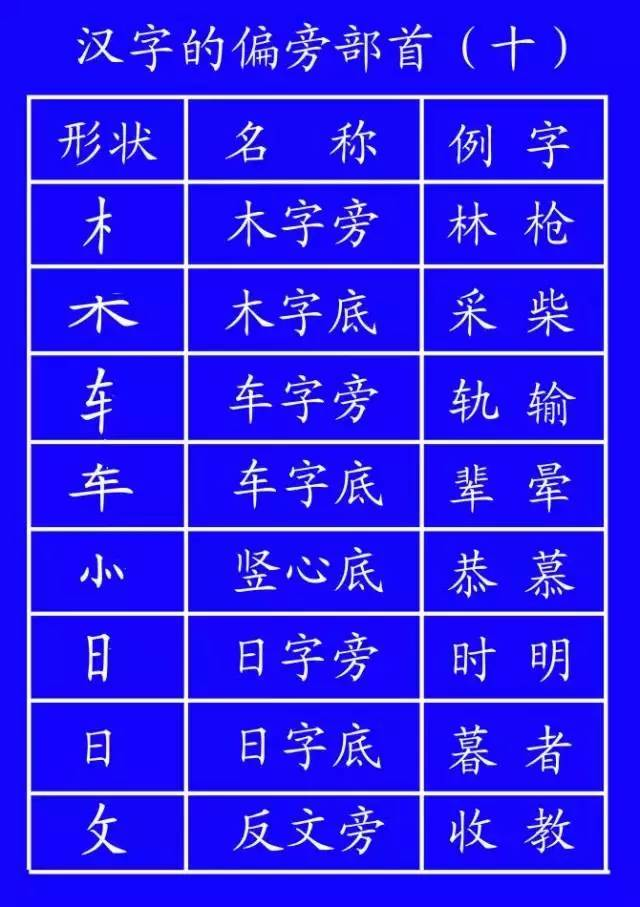 汉字的偏旁部首（十）
形状 名称 例字
木 木字旁 林 枪
木 木字底 采 柴
车 车字旁 轨 输
车 车字底 辈 晕
㣺 竖心底 恭 慕
日 日字旁 时 明
日 日字底 暮 者
攵 反文旁 收 教